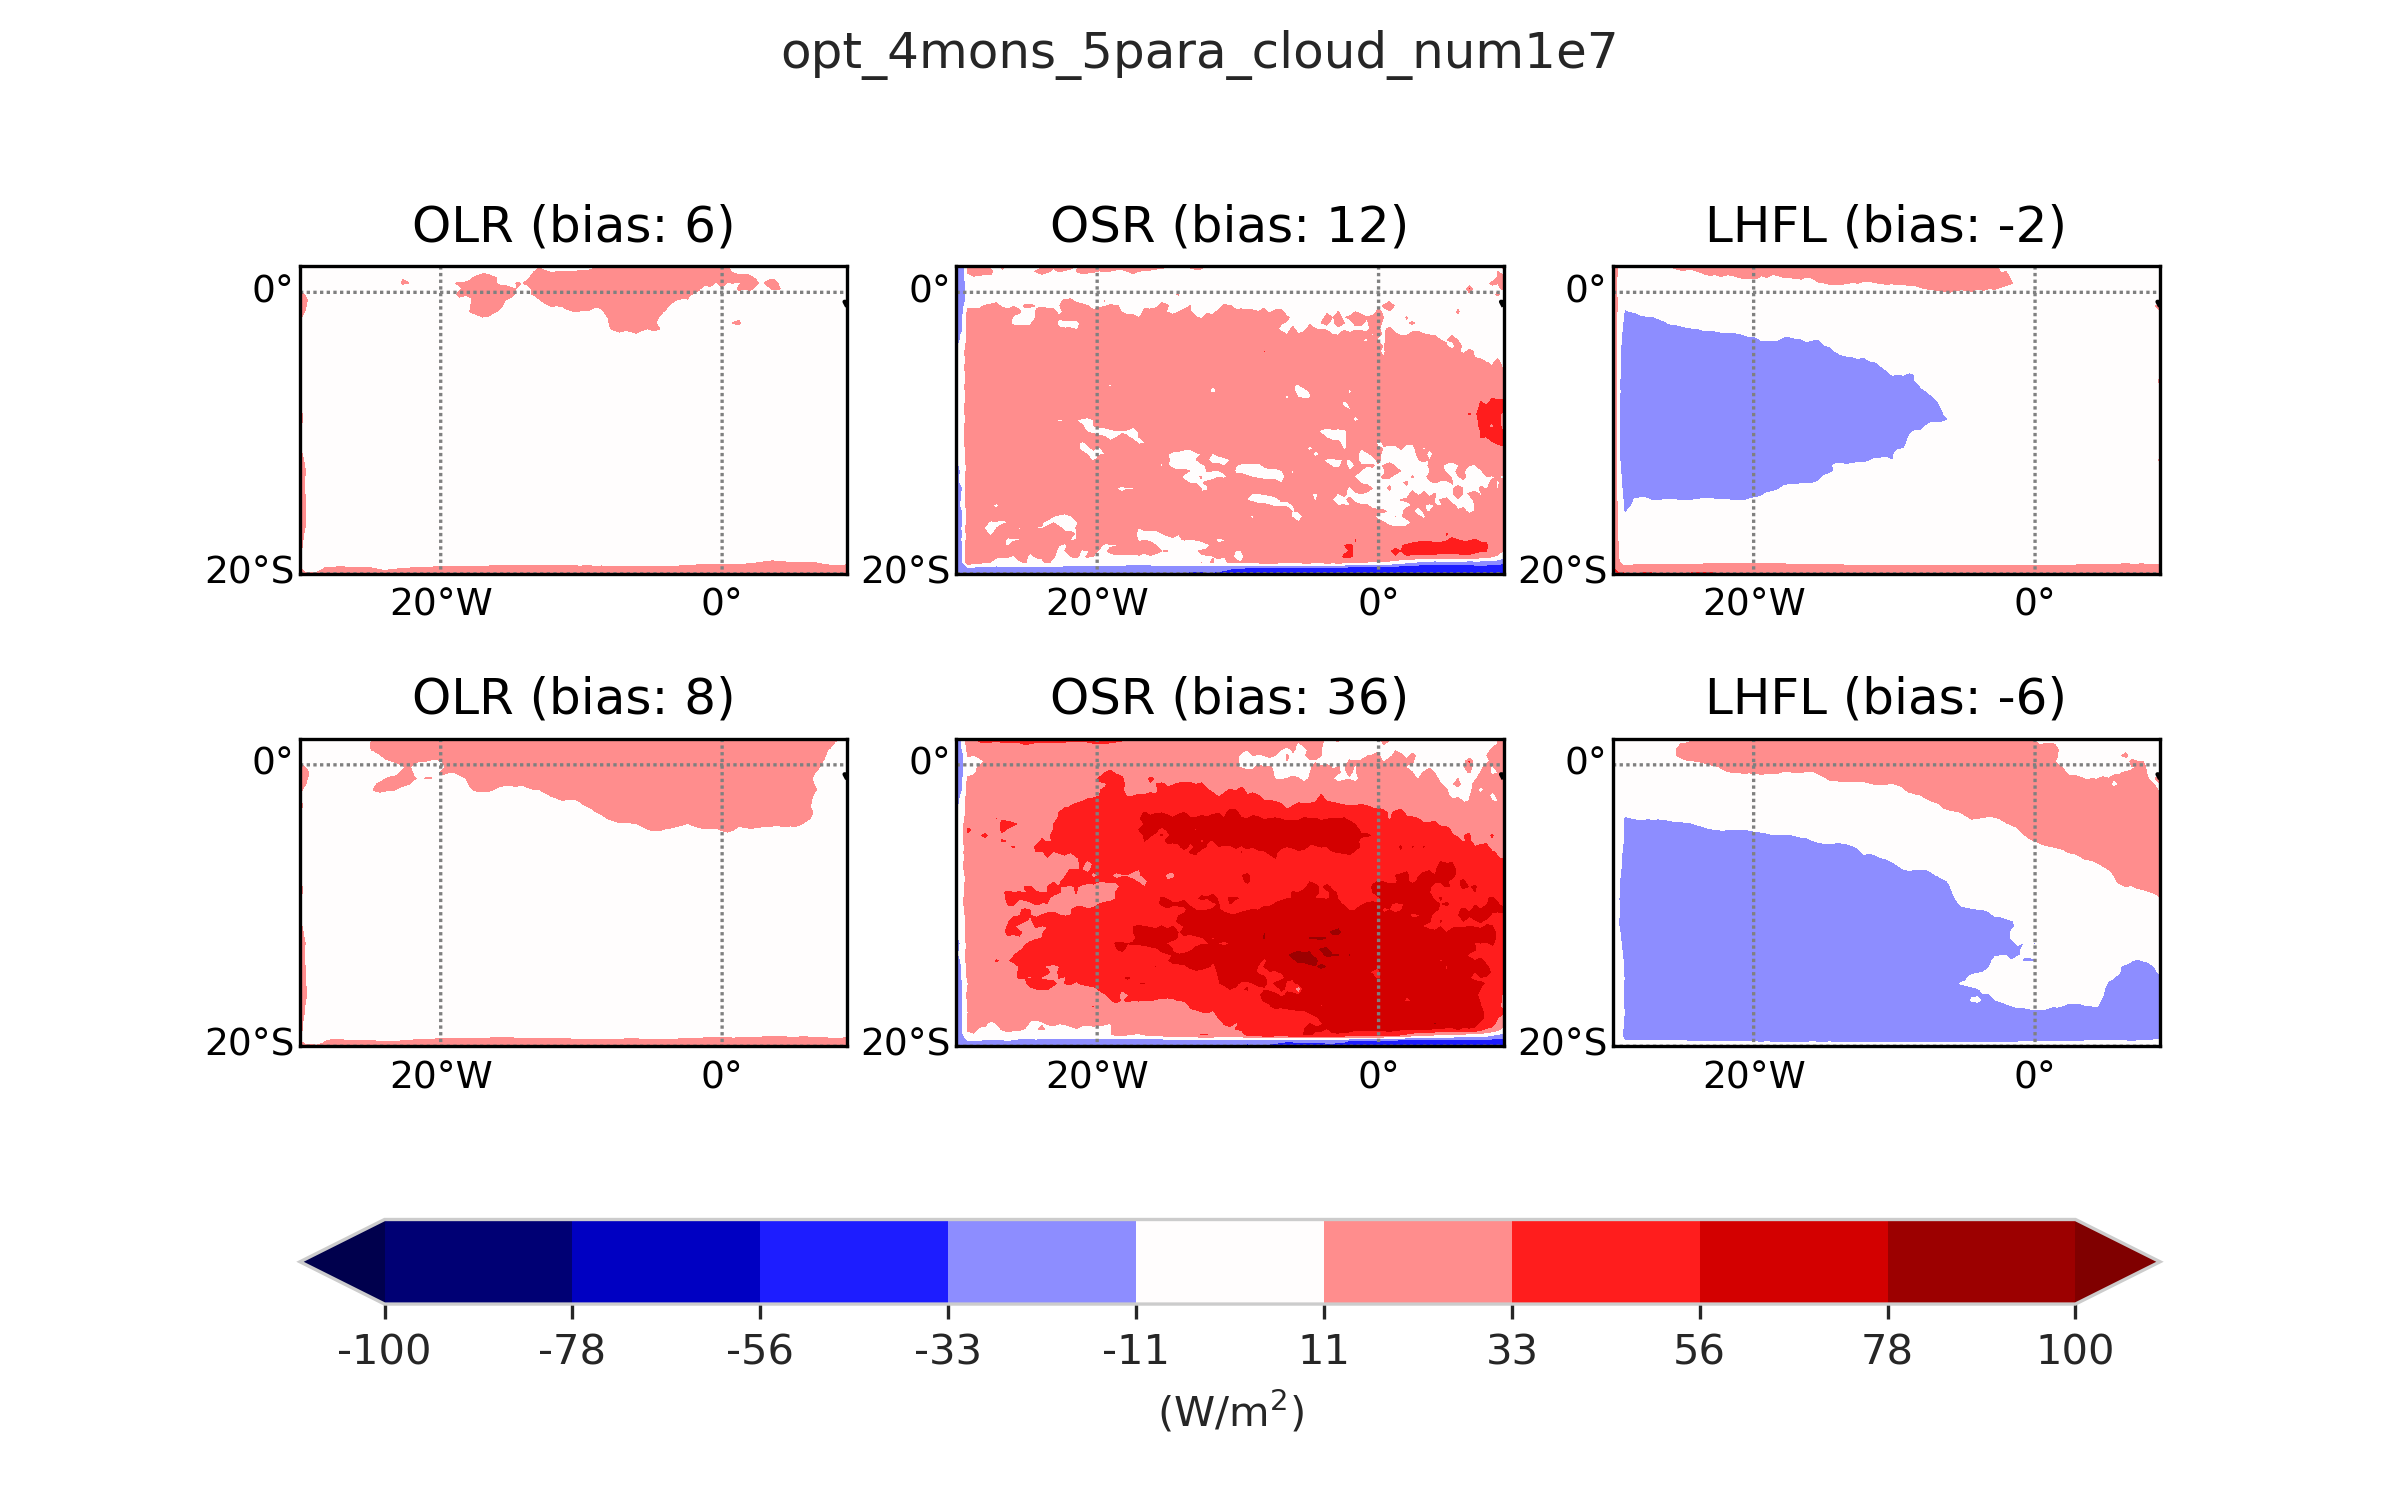 opt_4mons_5para_cloud_num1e7
OLR (bias: 6) OSR (bias: 12) LHFL (bias: -2)
0° 0° 0°
20°S 20°S 20°S
20°W 0° 20°W 0° 20°W 0°
OLR (bias: 8) OSR (bias: 36) LHFL (bias: -6)
0° 0° 0°
20°S 20°S 20°S
20°W 0° 20°W 0° 20°W 0°
-100 -78 -56 -33 -11 11 33 56 78 100
(W/m²)